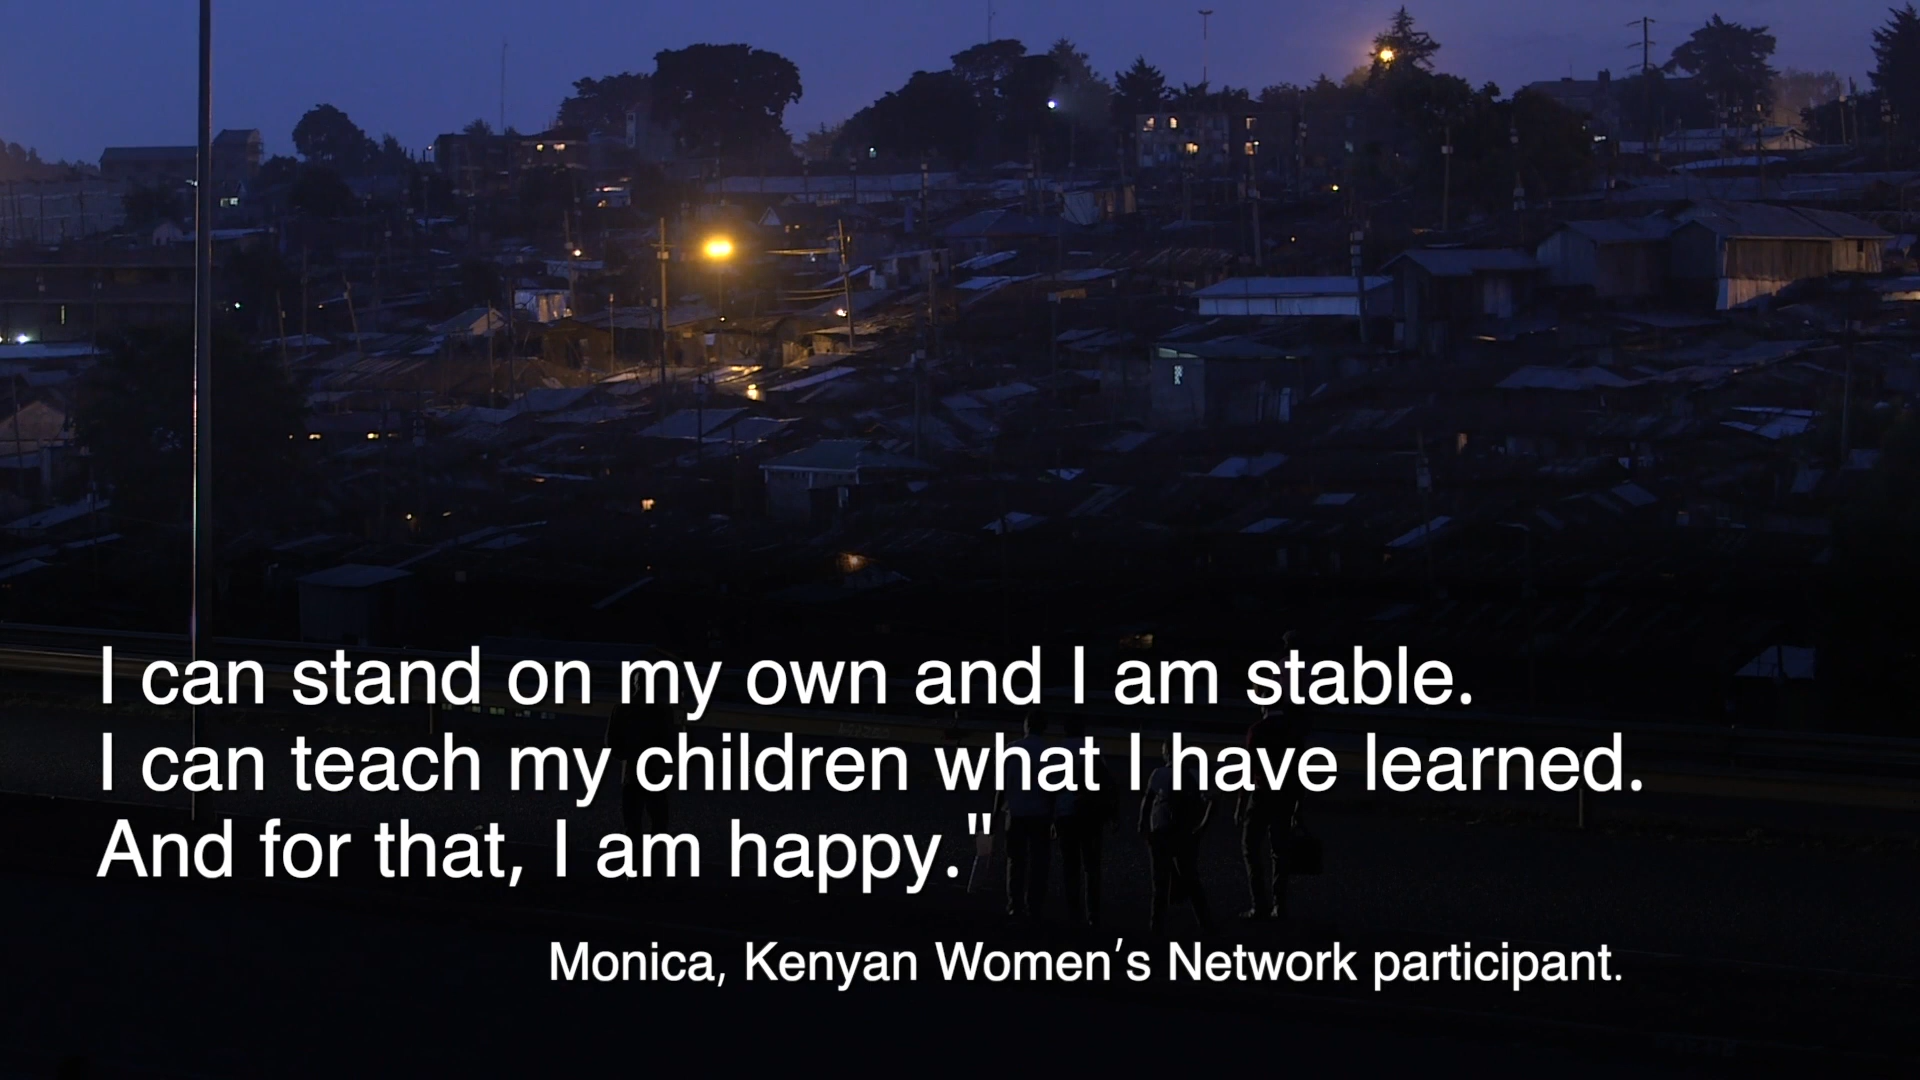 I can stand on my own and I am stable.
I can teach my children what I have learned.
And for that, I am happy."
Monica, Kenyan Women's Network participant.